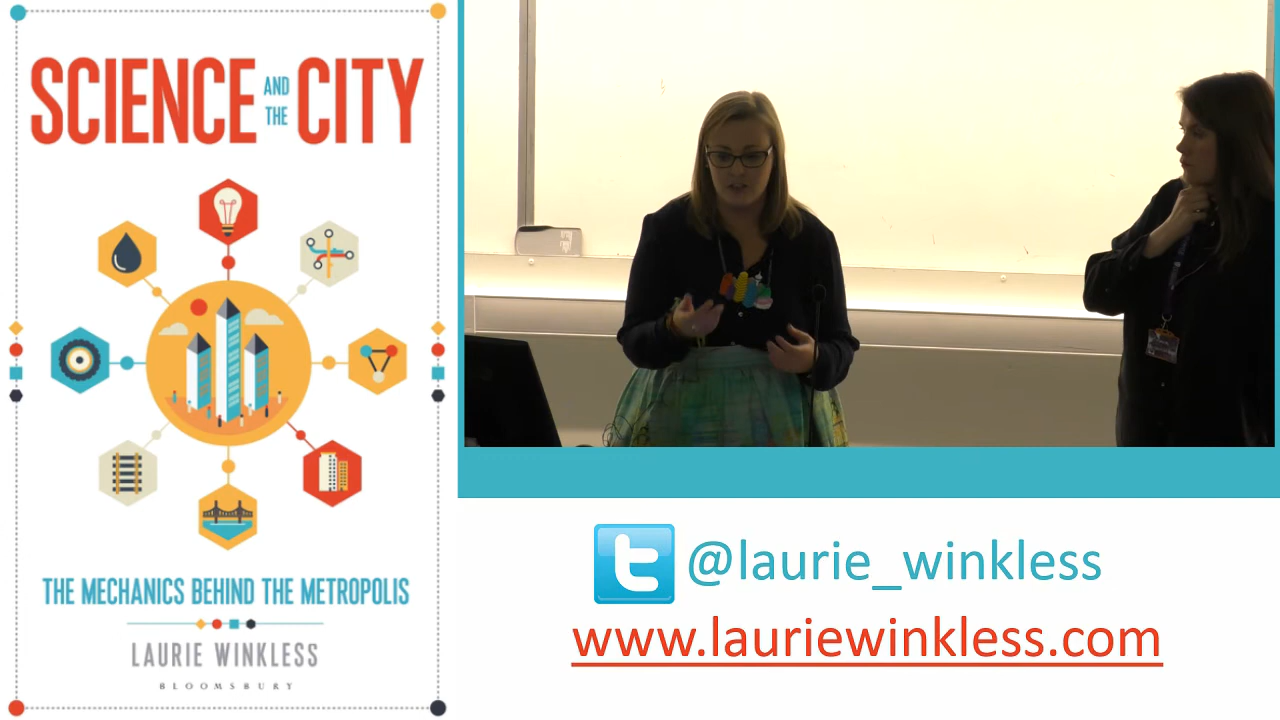 SCIENCE AND THE CITY
THE MECHANICS BEHIND THE METROPOLIS
LAURIE WINKLESS
BLOOMSBURY
@laurie_winkless
www.lauriewinkless.com